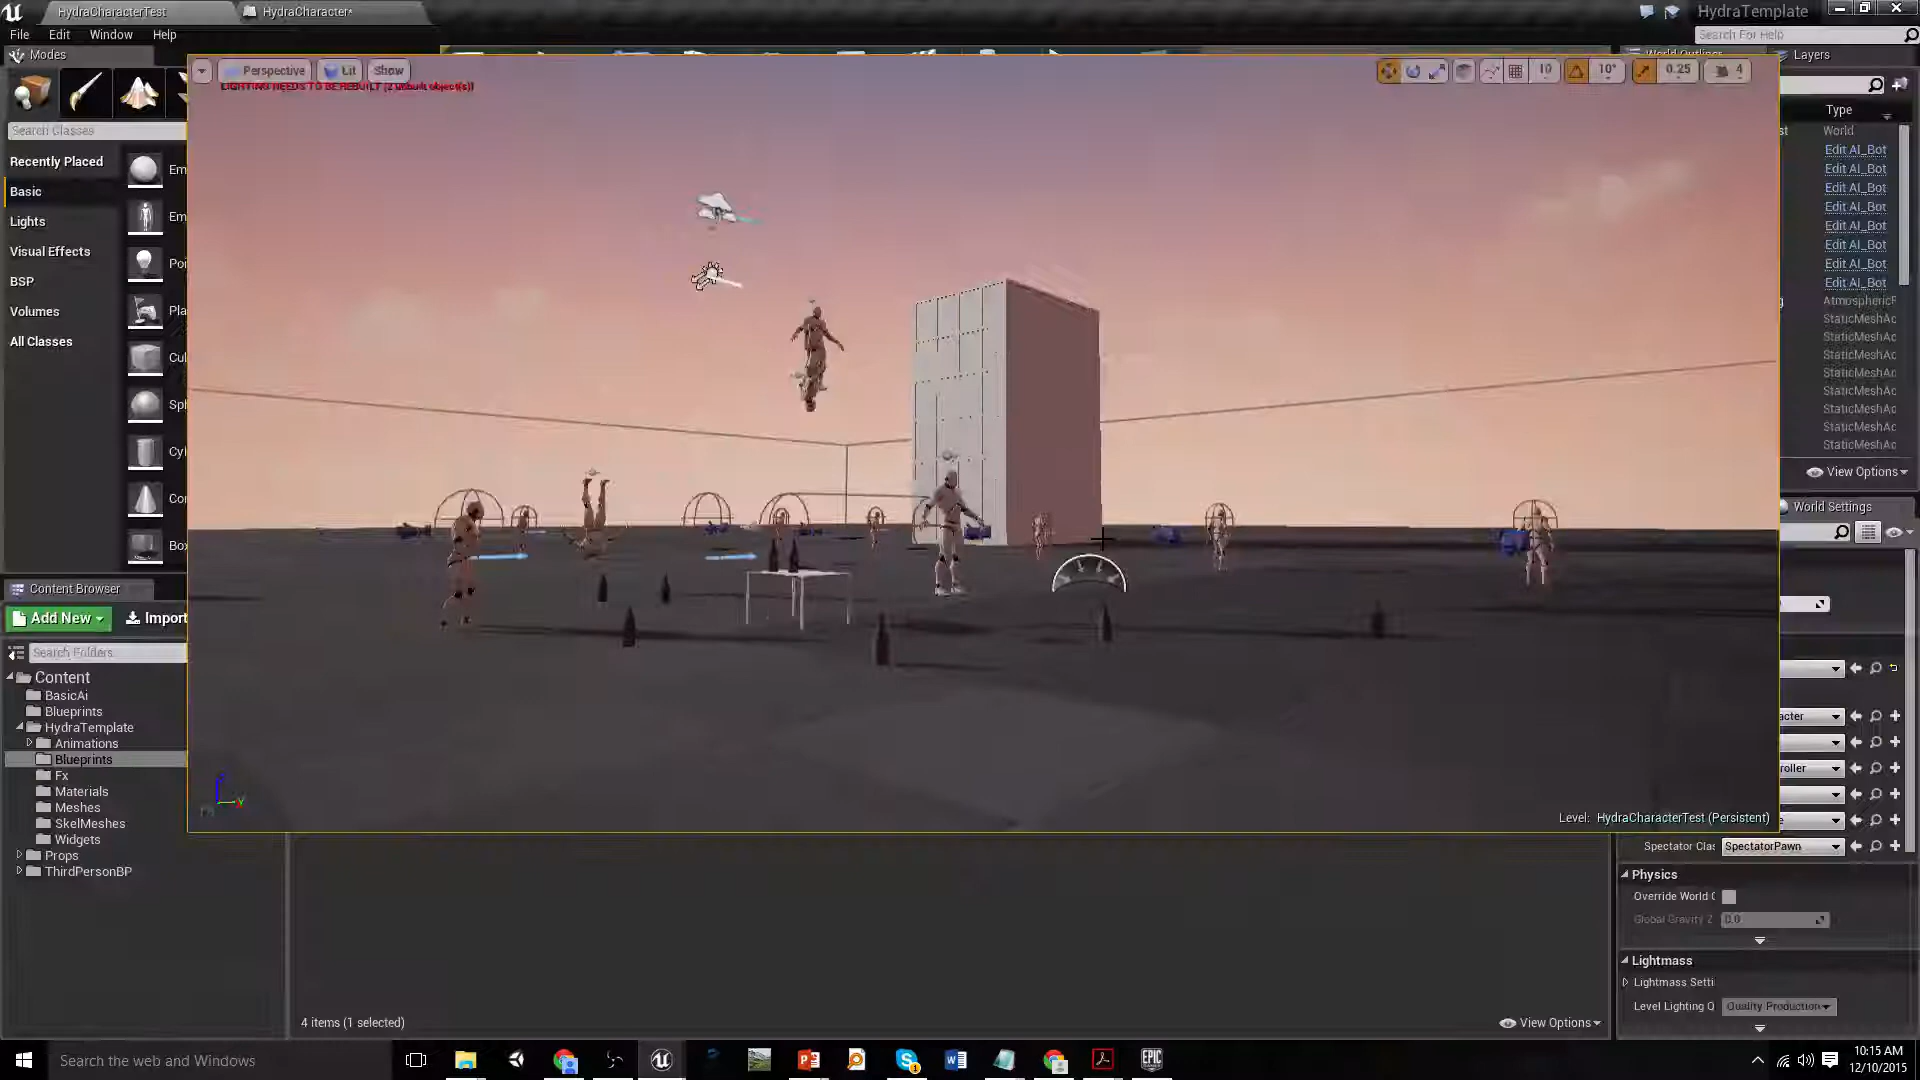 HydraCharacterTest
HydraCharacter*
HydraTemplate
File Edit Window Help
Search For Help
Modes
Layers
Perspective Lit Show
10 10° 0.25 4
LIGHTING NEEDS TO BE REBUILT (2 unbuilt object(s))
Search Classes
Type
Recently Placed
Basic
Lights
Visual Effects
BSP
Volumes
All Classes
World
Edit AI_Bot
Edit AI_Bot
Edit AI_Bot
Edit AI_Bot
Edit AI_Bot
Edit AI_Bot
Edit AI_Bot
Edit AI_Bot
AtmosphericF
StaticMeshAc
StaticMeshAc
StaticMeshAc
StaticMeshAc
StaticMeshAc
StaticMeshAc
StaticMeshAc
StaticMeshAc
View Options
World Settings
Content Browser
Add New Import
Search Folders
Content
BasicAi
Blueprints
HydraTemplate
Animations
Blueprints
Fx
Materials
Meshes
SkelMeshes
Widgets
Props
ThirdPersonBP
Level: HydraCharacterTest (Persistent)
Spectator Clas SpectatorPawn
Physics
Override World G
Global Gravity Z 0.0
Lightmass
Lightmass Setti
Level Lighting Q Quality Production
4 items (1 selected)
View Options
Search the web and Windows
EPIC
10:15 AM
12/10/2015